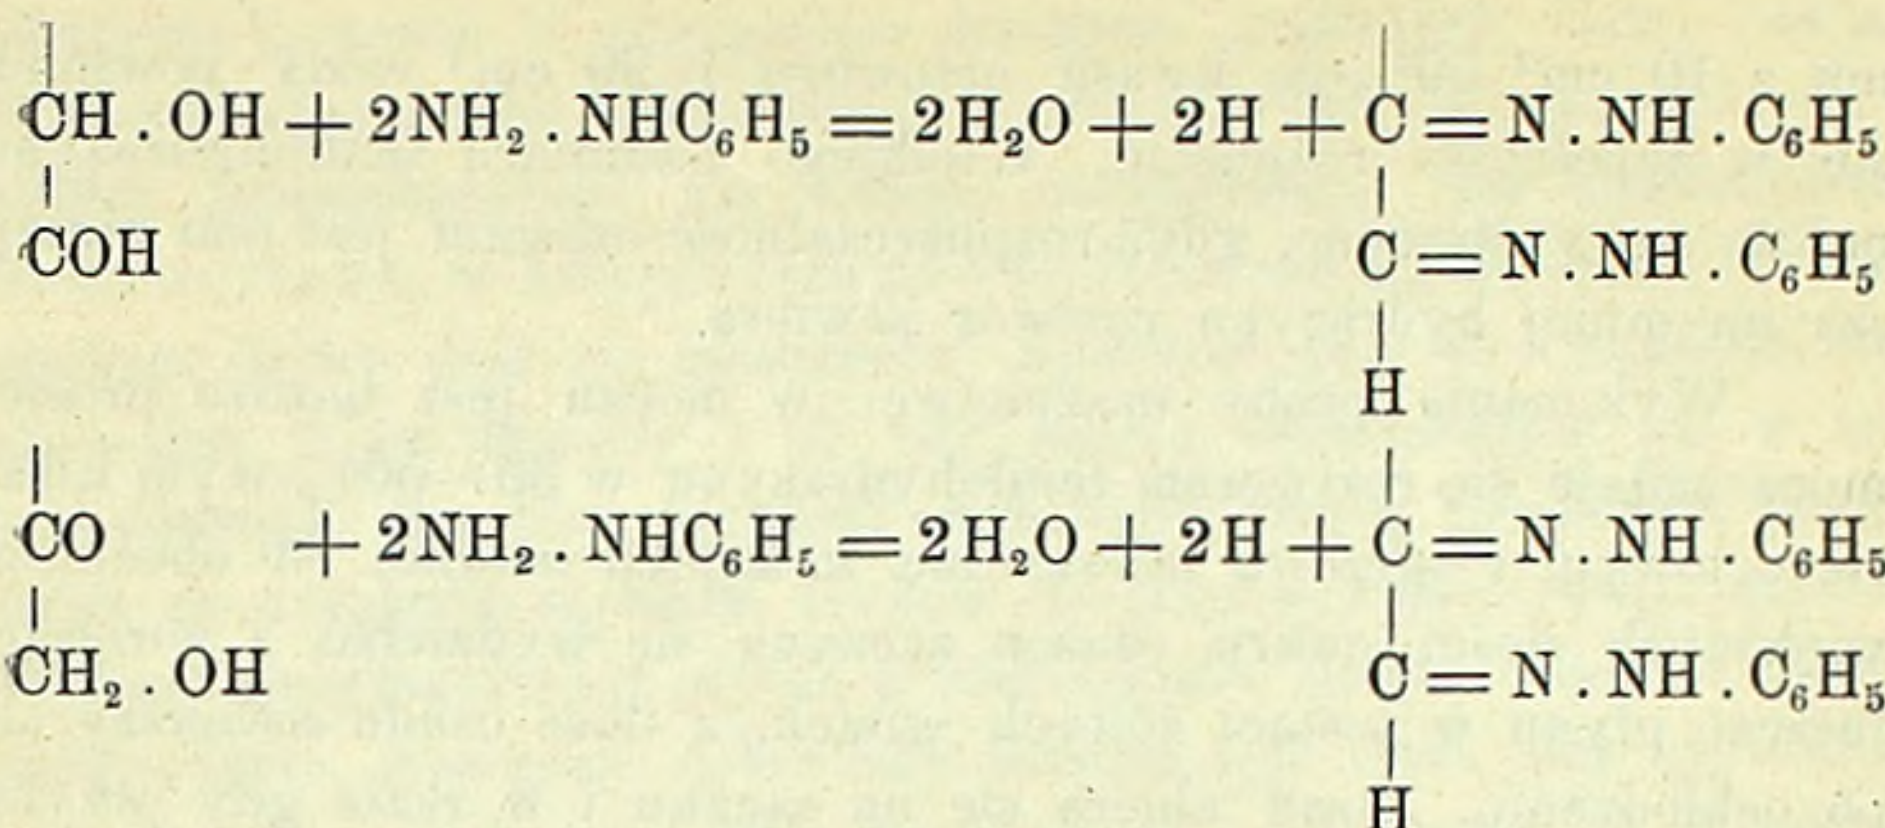 CH . OH + 2NH₂ . NHC₆H₅ = 2H₂O + 2H + C = N . NH . C₆H₅
COH C = N . NH . C₆H₅
H
CO + 2NH₂ . NHC₆H₅ = 2H₂O + 2H + C = N . NH . C₆H₅
CH₂ . OH C = N . NH . C₆H₅
H